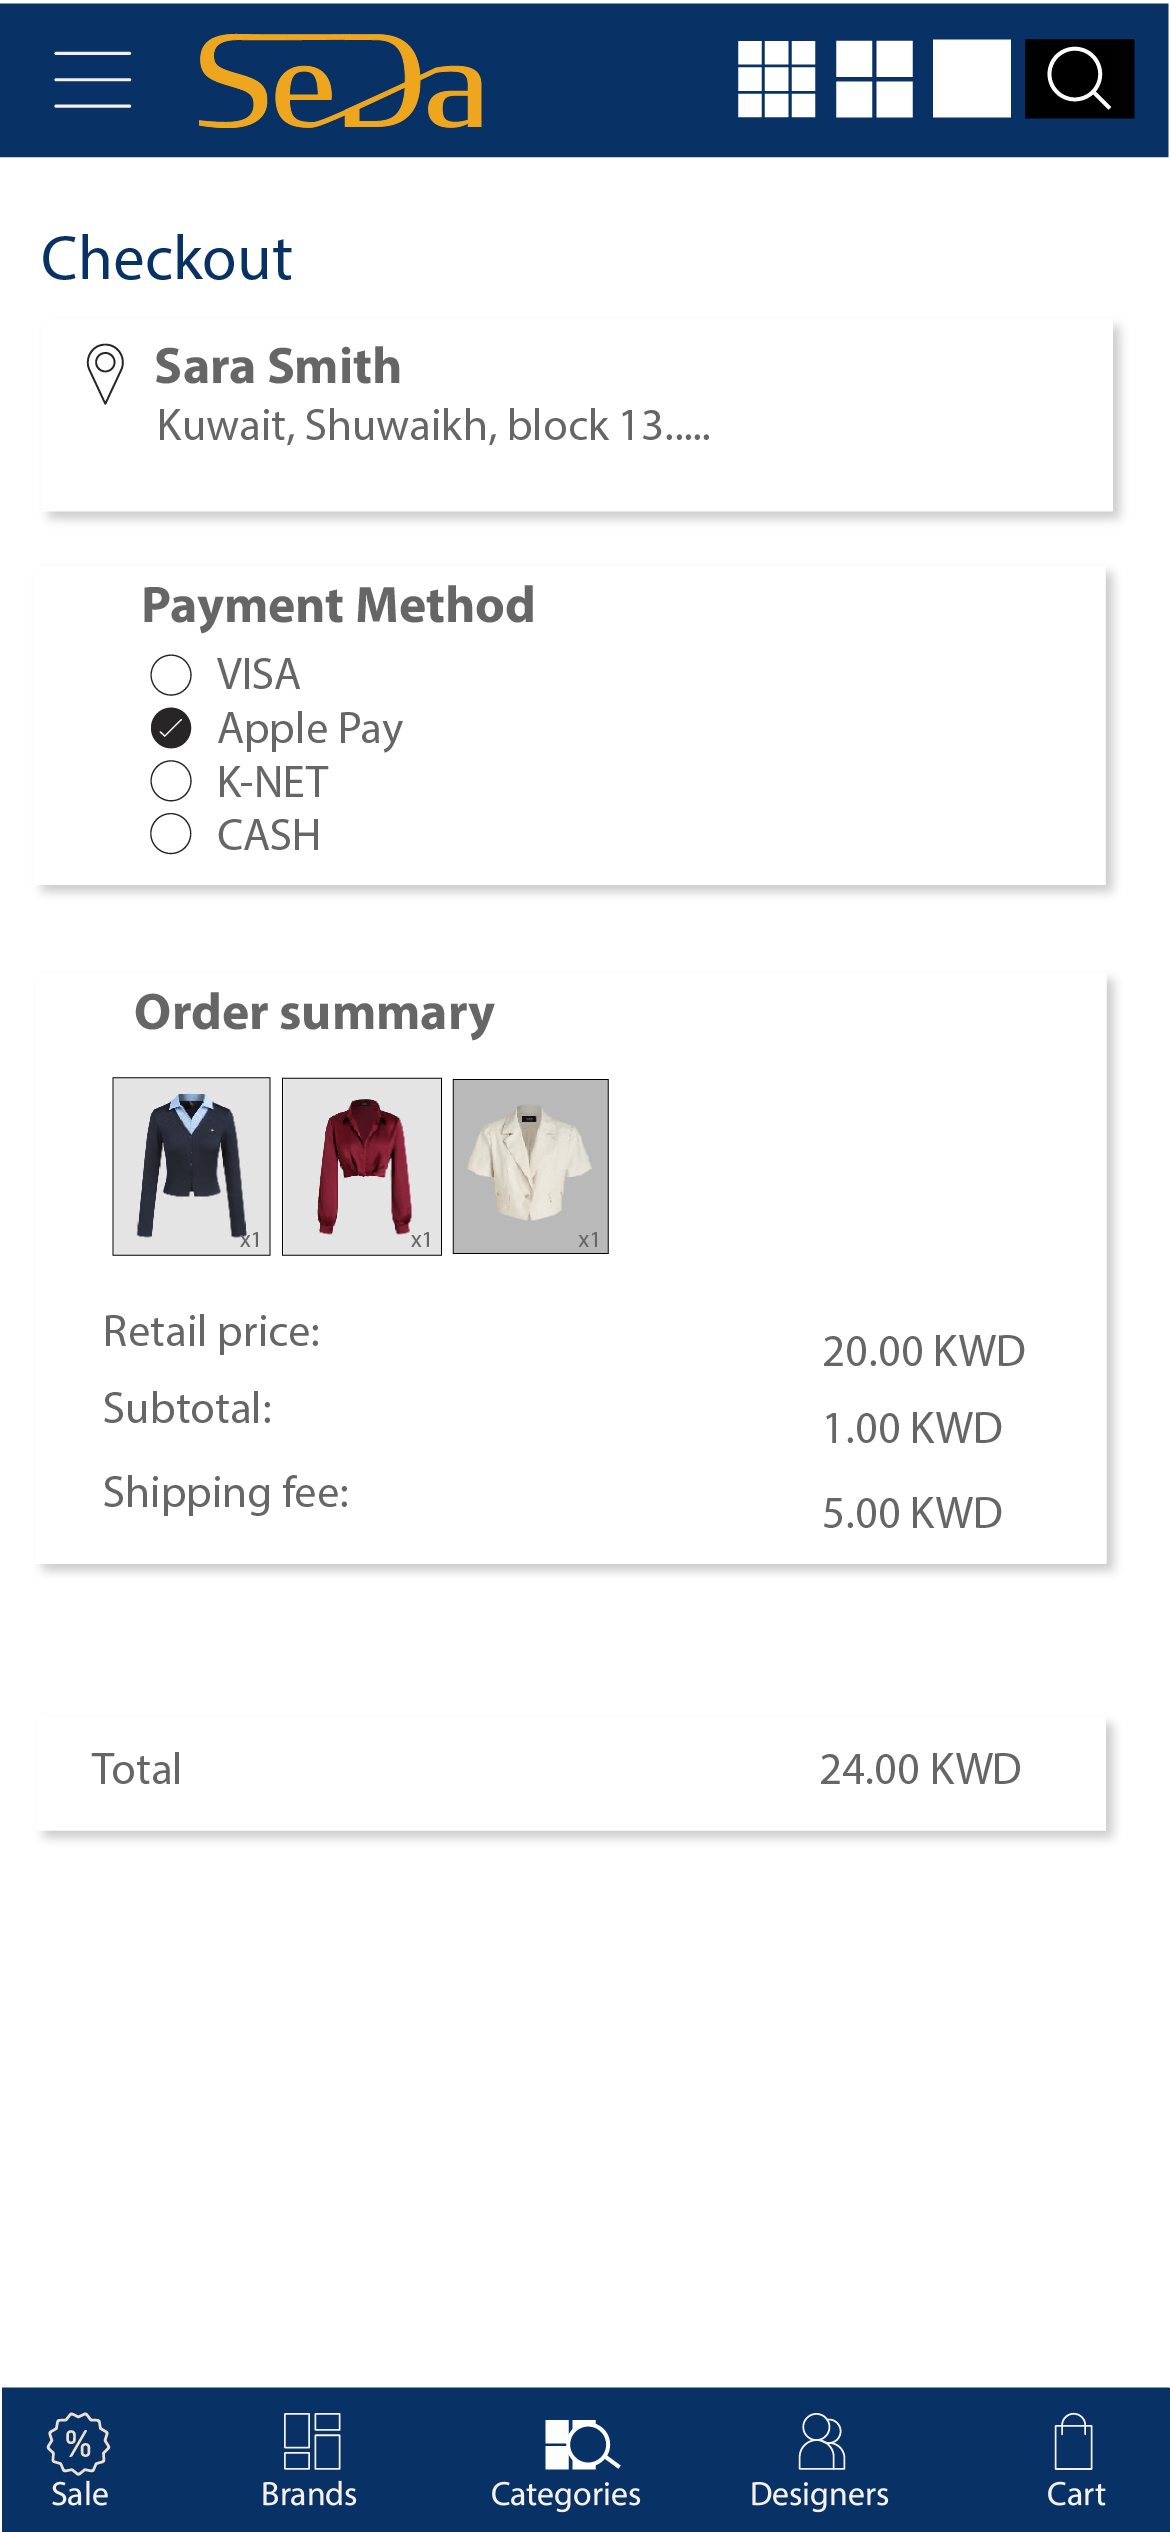 SeDa
Checkout
Sara Smith
Kuwait, Shuwaikh, block 13.....
Payment Method
VISA
Apple Pay
K-NET
CASH
Order summary
x1 x1 x1
Retail price: 20.00 KWD
Subtotal: 1.00 KWD
Shipping fee: 5.00 KWD
Total 24.00 KWD
%
Sale Brands Categories Designers Cart